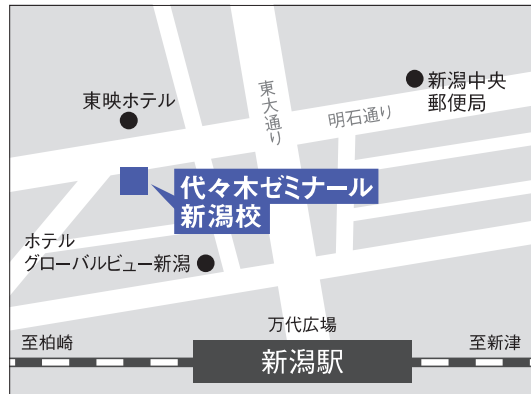 新潟中央
郵便局
東映ホテル
東大通り
明石通り
代々木ゼミナール
新潟校
ホテル
グローバルビュー新潟
万代広場
至柏崎
新潟駅
至新津